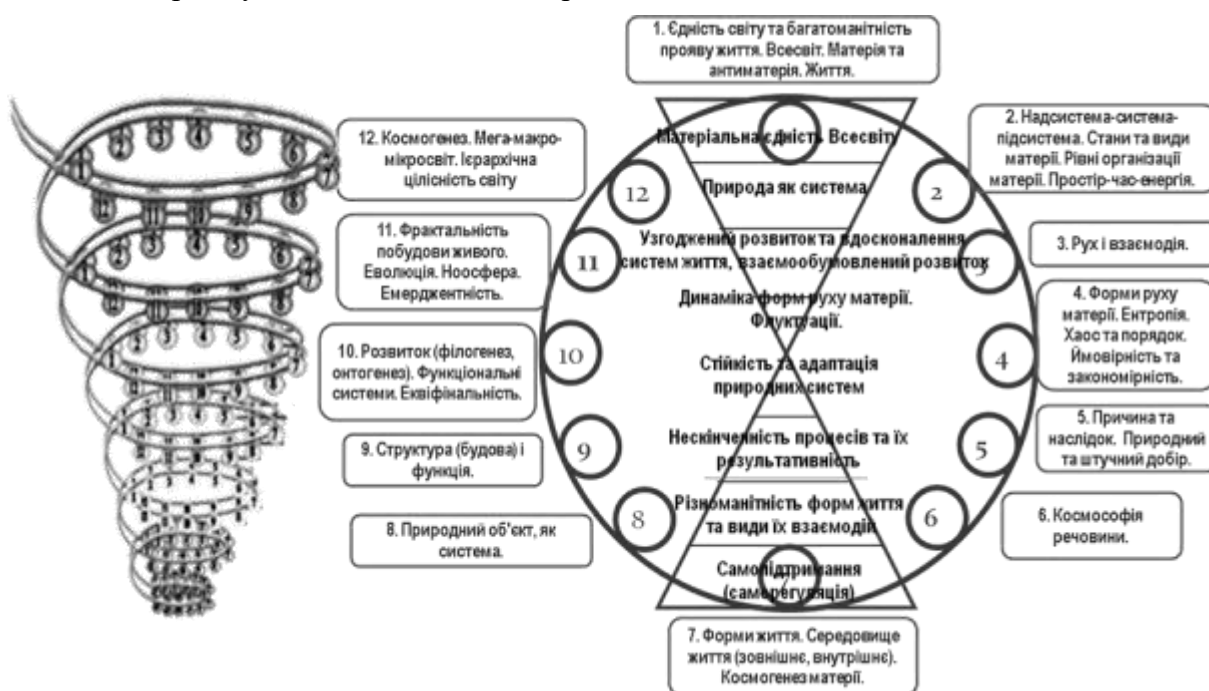 1. Єдність світу та багатоманітність
прояву життя. Всесвіт. Матерія та
антиматерія. Життя.
2. Надсистема-система-
підсистема. Стани та види
матерії. Рівні організації
матерії. Простір-час-енергія.
3. Рух і взаємодія.
4. Форми руху
матерії. Ентропія.
Хаос та порядок.
Ймовірність та
закономірність.
5. Причина та
наслідок. Природний
та штучний добір.
6. Космософія
речовини.
7. Форми життя. Середовище
життя (зовнішнє, внутрішнє).
Космогенез матерії.
8. Природний об'єкт, як
система.
9. Структура (будова) і
функція.
10. Розвиток (філогенез,
онтогенез). Функціональні
системи. Еквіфінальність.
11. Фрактальність
побудови живого.
Еволюція. Ноосфера.
Емерджентність.
12. Космогенез. Мега-макро-
мікросвіт. Ієрархічна
цілісність світу
Матеріальна єдність Всесвіту
Природа як система
Узгоджений розвиток та вдосконалення
систем життя, взаємообумовлений розвиток
Динаміка форм руху матерії.
Флуктуації.
Стійкість та адаптація
природних систем
Нескінченність процесів та їх
результативність
Різноманітність форм життя
та види їх взаємодій
Самопідтримання
(саморегуляція)
2
3
4
5
6
7
8
9
10
11
12